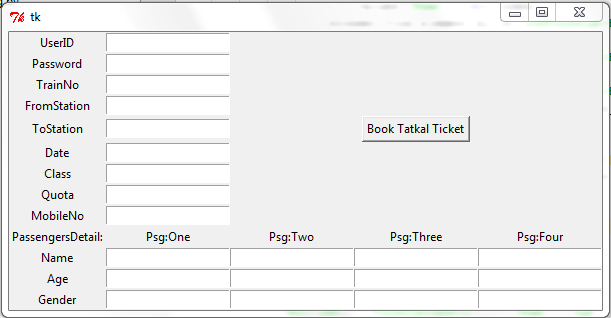 tk
UserID
Password
TrainNo
FromStation
ToStation
Book Tatkal Ticket
Date
Class
Quota
MobileNo
PassengersDetail: Psg:One Psg:Two Psg:Three Psg:Four
Name
Age
Gender